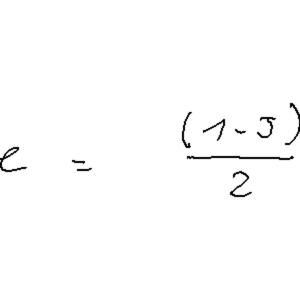 e = (1-5)/2